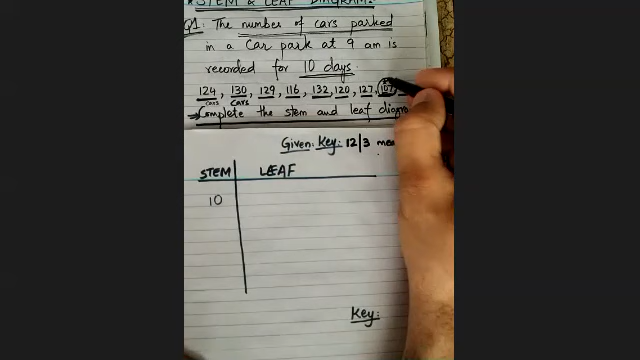 STEM & LEAF DIAGRAM
Q1: The number of cars parked
in a Car park at 9 am is
recorded for 10 days.
124, 130, 129, 116, 132, 120, 127, 107,
cars cars
Complete the stem and leaf
Given: Key: 12|3
STEM LEAF
10
Key: